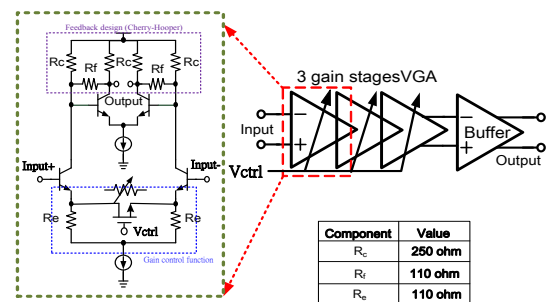 Feedback design (Cherry-Hooper)
Rc Rc Rc Rc
Rf Rf
Output
Input+
Input-
Re Re
Vctrl
Gain control function
3 gain stagesVGA
Input
Buffer
Output
Vctrl
Component Value
Rc 250 ohm
Rf 110 ohm
Re 110 ohm